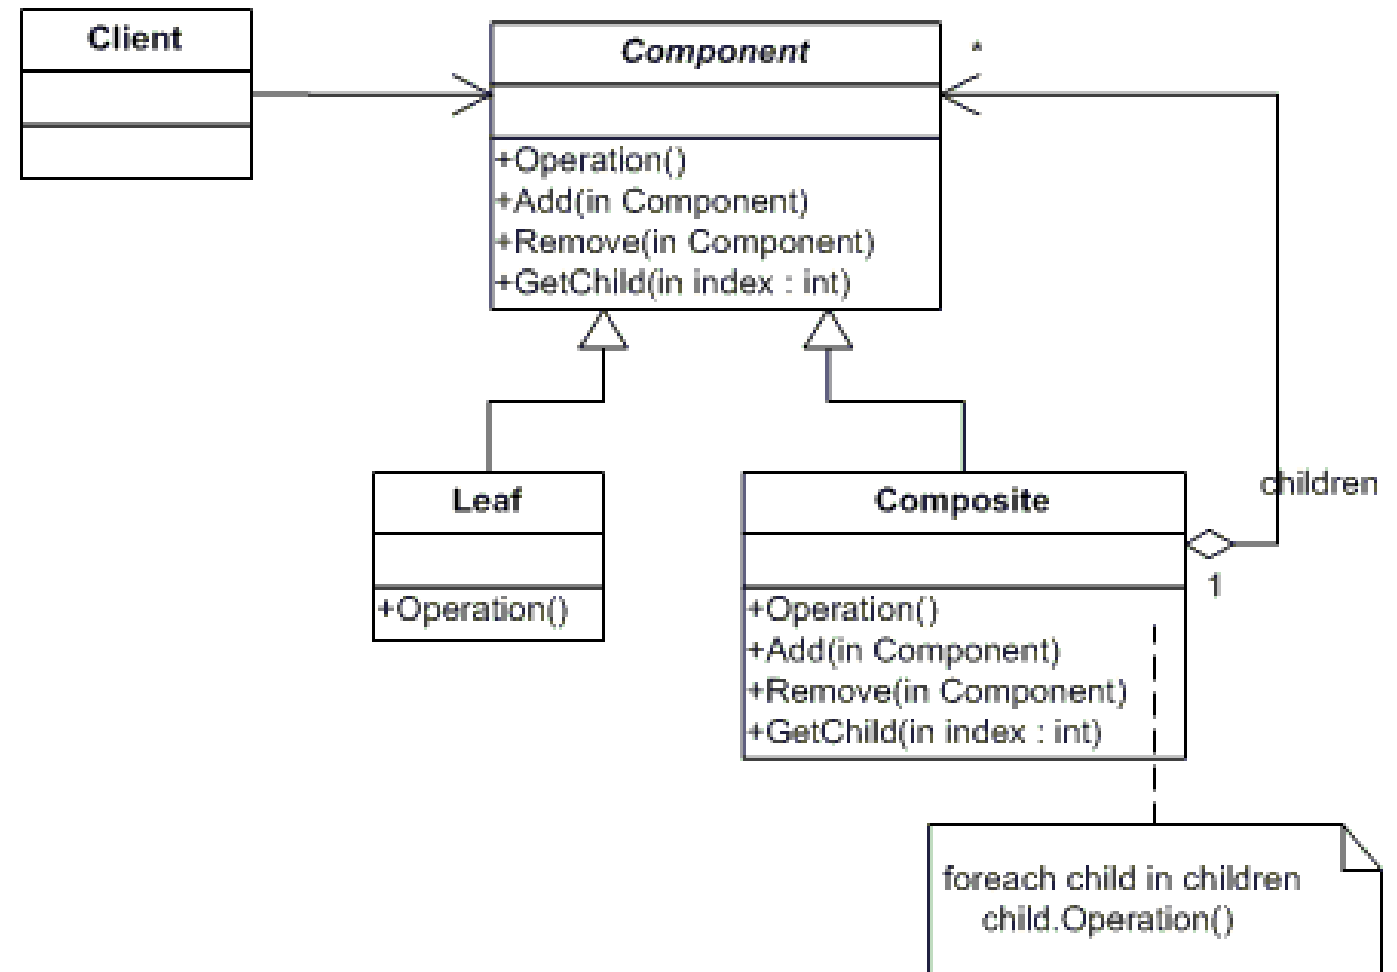 Client
Component
*
+Operation()
+Add(in Component)
+Remove(in Component)
+GetChild(in index : int)
Leaf
+Operation()
Composite
+Operation()
+Add(in Component)
+Remove(in Component)
+GetChild(in index : int)
children
1
foreach child in children
child.Operation()